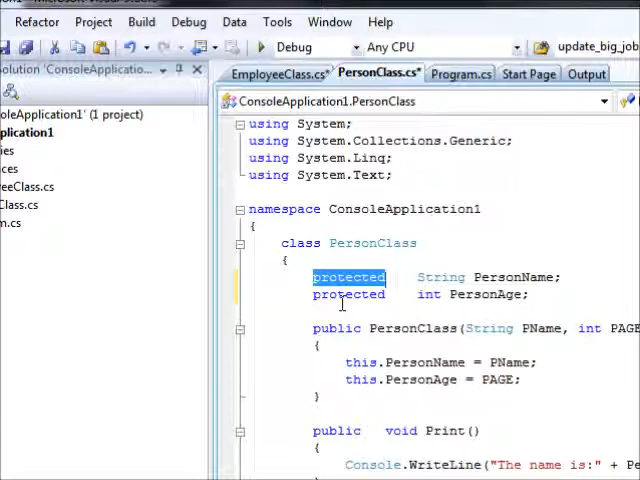 Refactor Project Build Debug Data Tools Window Help
Debug Any CPU update_big_job
olution 'ConsoleApplicatio...
EmployeeClass.cs* PersonClass.cs* Program.cs Start Page Output
ConsoleApplication1.PersonClass
oleApplication1' (1 project)
plication1
ies
ces
eeClass.cs
Class.cs
m.cs
using System;
using System.Collections.Generic;
using System.Linq;
using System.Text;
namespace ConsoleApplication1
{
class PersonClass
{
protected String PersonName;
protected int PersonAge;
public PersonClass(String PName, int PAGE
{
this.PersonName = PName;
this.PersonAge = PAGE;
}
public void Print()
{
Console.WriteLine("The name is:" + Pe